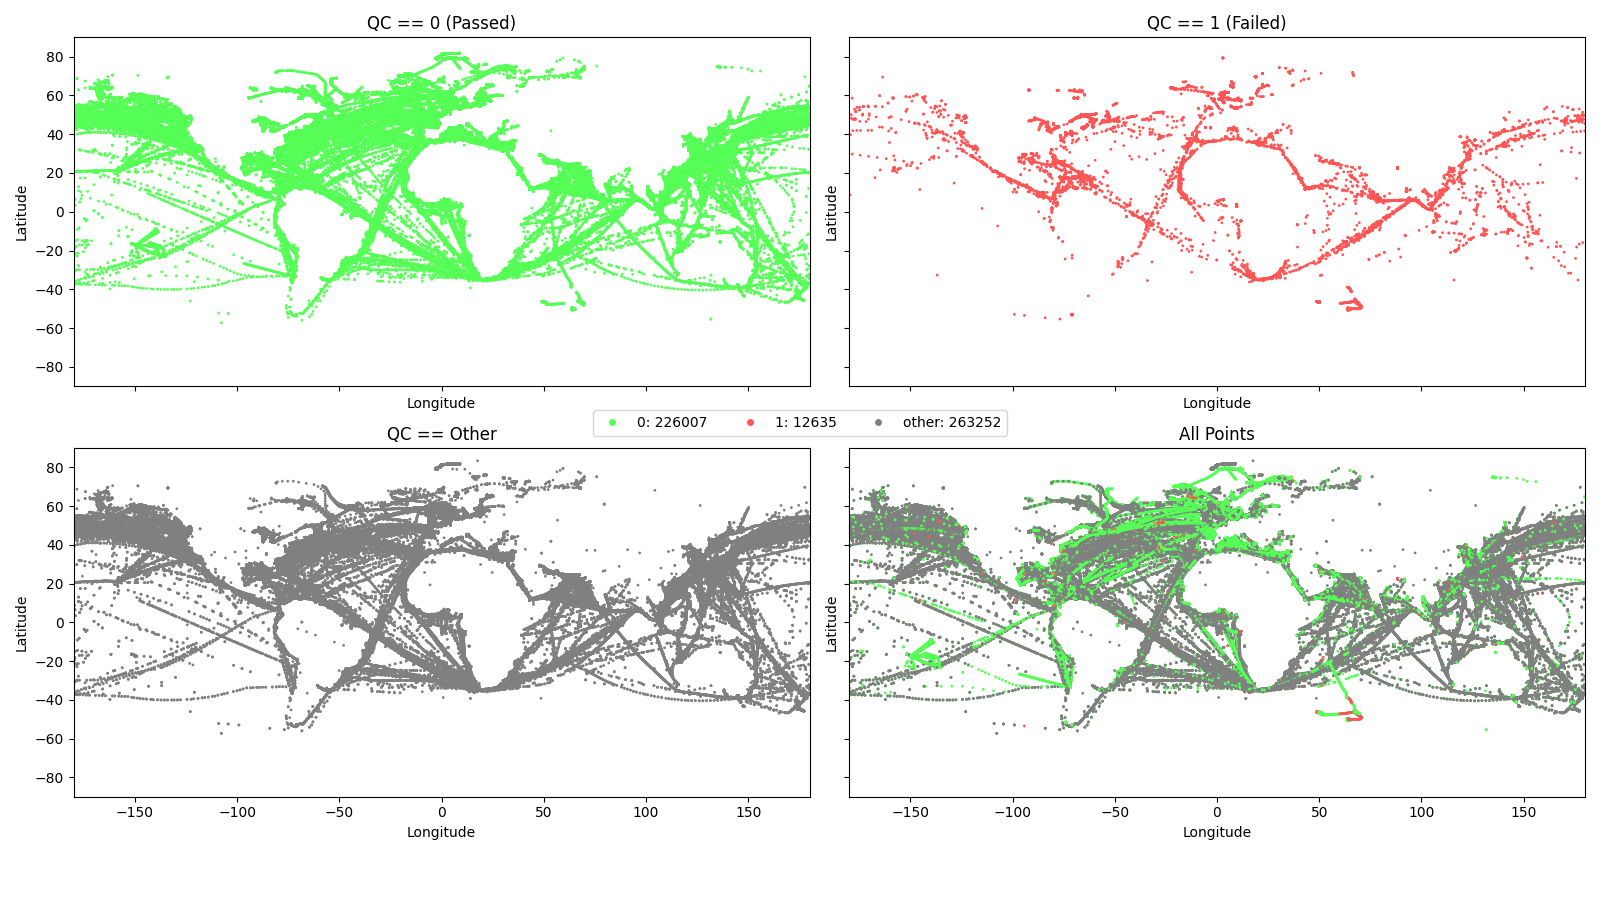 QC == 0 (Passed)
QC == 1 (Failed)
Latitude
80
60
40
20
0
−20
−40
−60
−80
Longitude
Latitude
Longitude
0: 226007
1: 12635
other: 263252
QC == Other
All Points
Latitude
80
60
40
20
0
−20
−40
−60
−80
−150
−100
−50
0
50
100
150
Longitude
Latitude
−150
−100
−50
0
50
100
150
Longitude